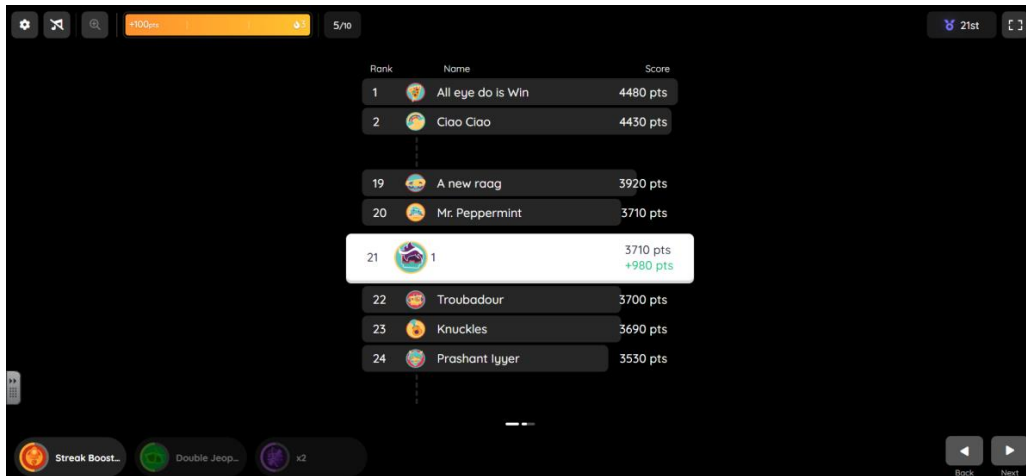 +100pts 5 5/10 21st
Rank Name Score
1 All eye do is Win 4480 pts
2 Ciao Ciao 4430 pts
19 A new raag 3920 pts
20 Mr. Peppermint 3710 pts
21 1 3710 pts
+980 pts
22 Troubadour 3700 pts
23 Knuckles 3690 pts
24 Prashant Iyyer 3530 pts
Streak Boost... Double Jeop... x2
Back Next